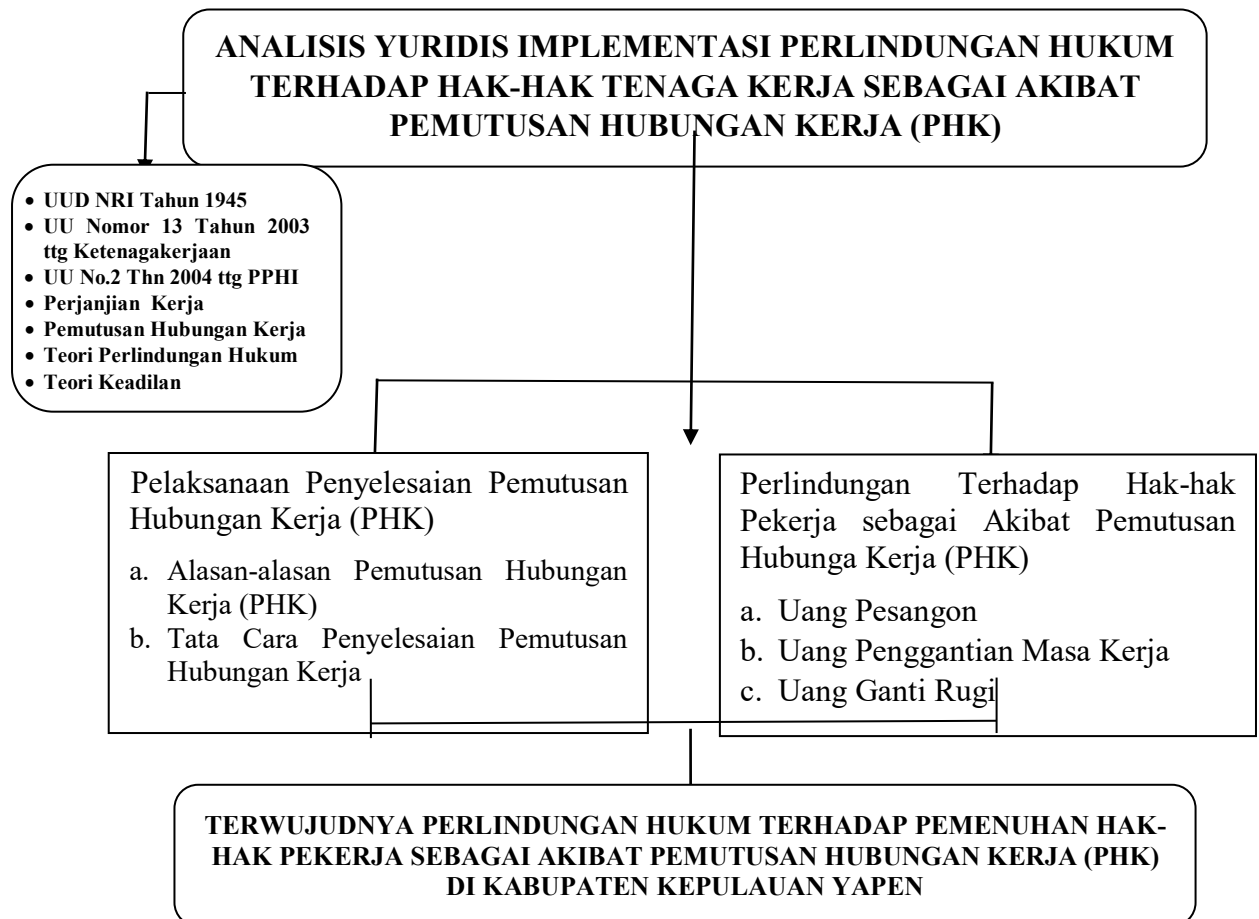 ANALISIS YURIDIS IMPLEMENTASI PERLINDUNGAN HUKUM
TERHADAP HAK-HAK TENAGA KERJA SEBAGAI AKIBAT
PEMUTUSAN HUBUNGAN KERJA (PHK)
• UUD NRI Tahun 1945
• UU Nomor 13 Tahun 2003
ttg Ketenagakerjaan
• UU No.2 Thn 2004 ttg PPHI
• Perjanjian Kerja
• Pemutusan Hubungan Kerja
• Teori Perlindungan Hukum
• Teori Keadilan
Pelaksanaan Penyelesaian Pemutusan
Hubungan Kerja (PHK)
a. Alasan-alasan Pemutusan Hubungan
Kerja (PHK)
b. Tata Cara Penyelesaian Pemutusan
Hubungan Kerja
Perlindungan Terhadap Hak-hak
Pekerja sebagai Akibat Pemutusan
Hubunga Kerja (PHK)
a. Uang Pesangon
b. Uang Penggantian Masa Kerja
c. Uang Ganti Rugi
TERWUJUDNYA PERLINDUNGAN HUKUM TERHADAP PEMENUHAN HAK-
HAK PEKERJA SEBAGAI AKIBAT PEMUTUSAN HUBUNGAN KERJA (PHK)
DI KABUPATEN KEPULAUAN YAPEN